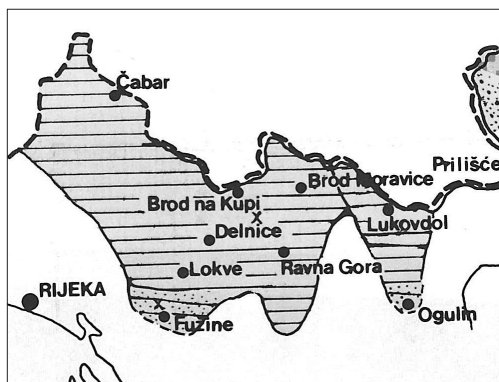 Čabar
Prilišće
Brod Moravice
Brod na Kupi
Lukovdol
Delnice
Ravna Gora
Lokve
RIJEKA
Fužine
Ogulin